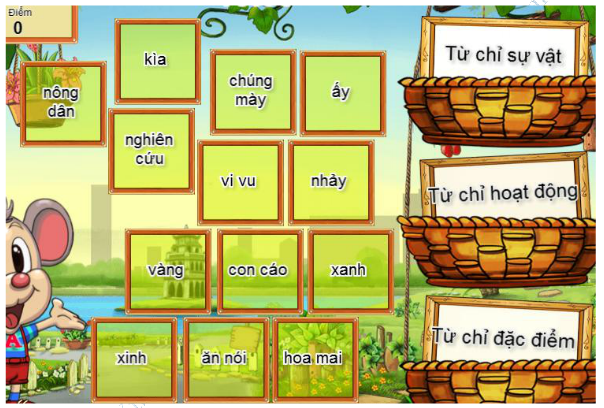 Điểm
0
kìa
nông
dân
chúng
mày
ấy
nghiên
cứu
vi vu
nhảy
vàng
con cáo
xanh
xinh
ăn nói
hoa mai
Từ chỉ sự vật
Từ chỉ hoạt động
Từ chỉ đặc điểm
A